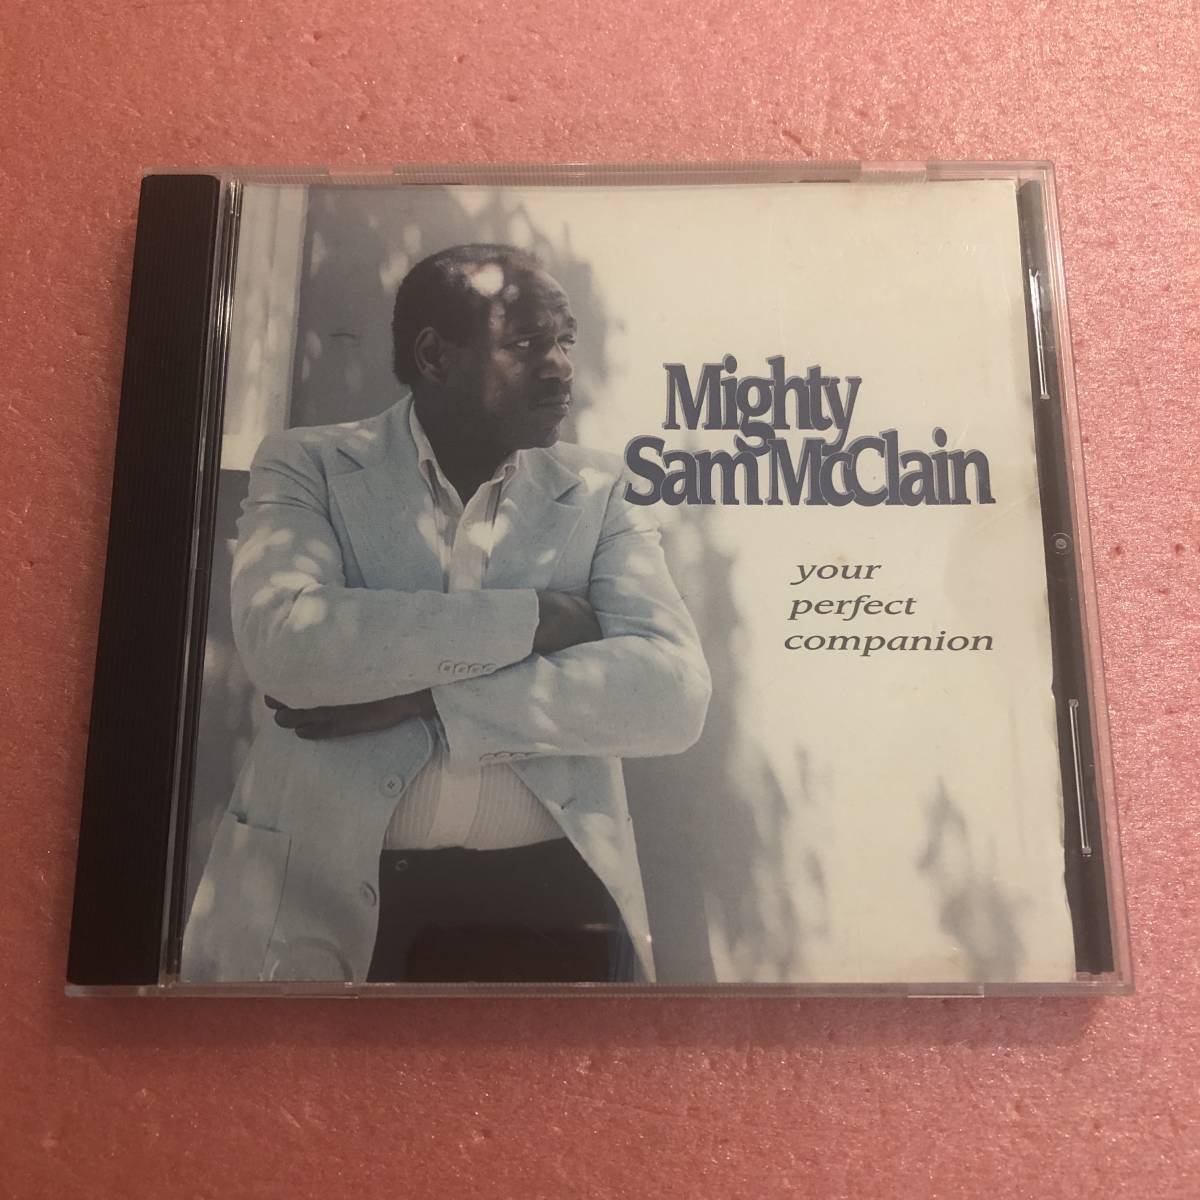 Mighty
Sam McClain
your
perfect
companion